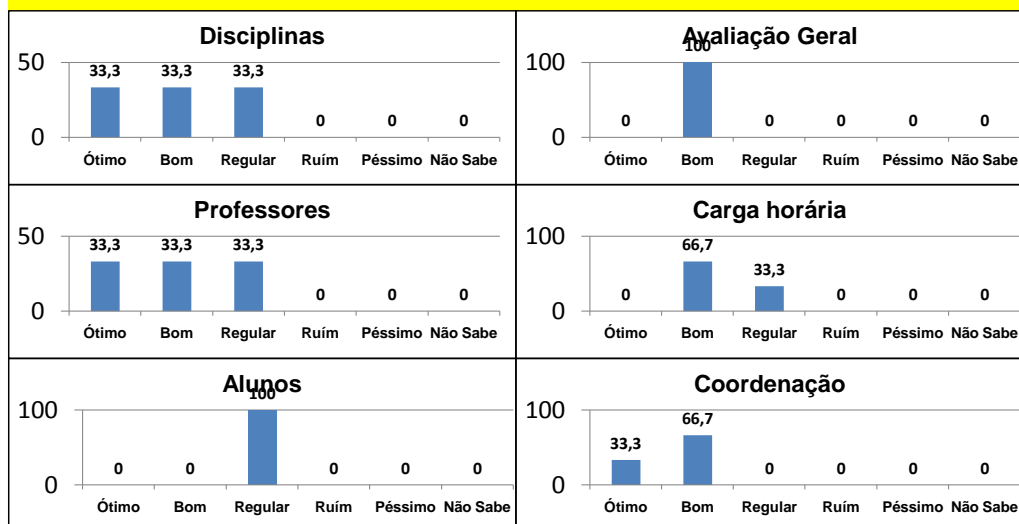 Disciplinas
50
33,3 33,3 33,3 0 0 0
0
Ótimo Bom Regular Ruím Péssimo Não Sabe
Avaliação Geral
100
100
0 0 0 0 0
0
Ótimo Bom Regular Ruím Péssimo Não Sabe
Professores
50
33,3 33,3 33,3 0 0 0
0
Ótimo Bom Regular Ruím Péssimo Não Sabe
Carga horária
100
66,7
33,3
0 0 0 0
0
Ótimo Bom Regular Ruím Péssimo Não Sabe
Alunos
100
100
0 0 0 0 0
0
Ótimo Bom Regular Ruím Péssimo Não Sabe
Coordenação
100
66,7
33,3
0 0 0 0
0
Ótimo Bom Regular Ruím Péssimo Não Sabe